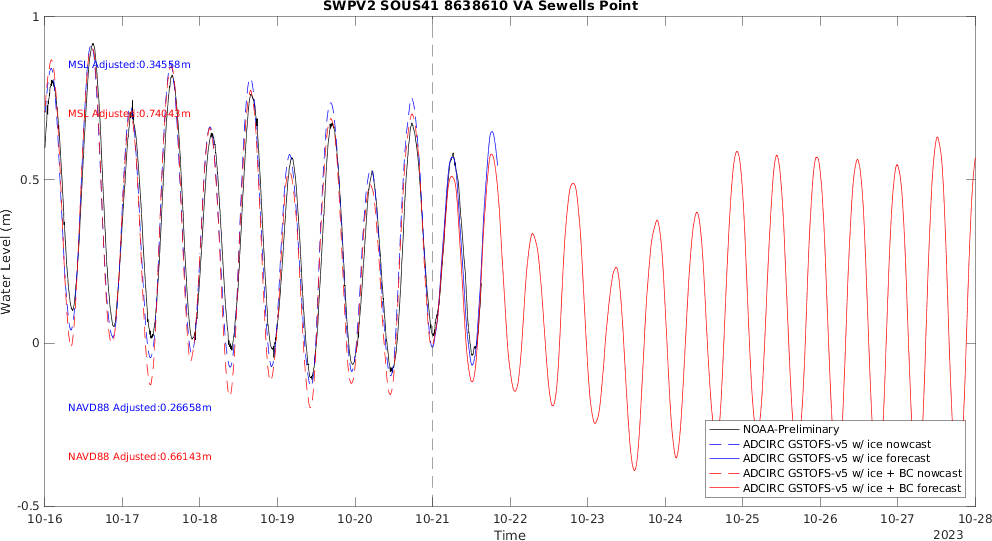 SWPV2 SOUS41 8638610 VA Sewells Point
1
MSL Adjusted:0.34558m
MSL Adjusted:0.74043m
0.5
Water Level (m)
0
NAVD88 Adjusted:0.26658m
NAVD88 Adjusted:0.66143m
-0.5
NOAA-Preliminary
ADCIRC GSTOFS-v5 w/ ice nowcast
ADCIRC GSTOFS-v5 w/ ice forecast
ADCIRC GSTOFS-v5 w/ ice + BC nowcast
ADCIRC GSTOFS-v5 w/ ice + BC forecast
10-16 10-17 10-18 10-19 10-20 10-21 10-22 10-23 10-24 10-25 10-26 10-27 10-28
Time
2023